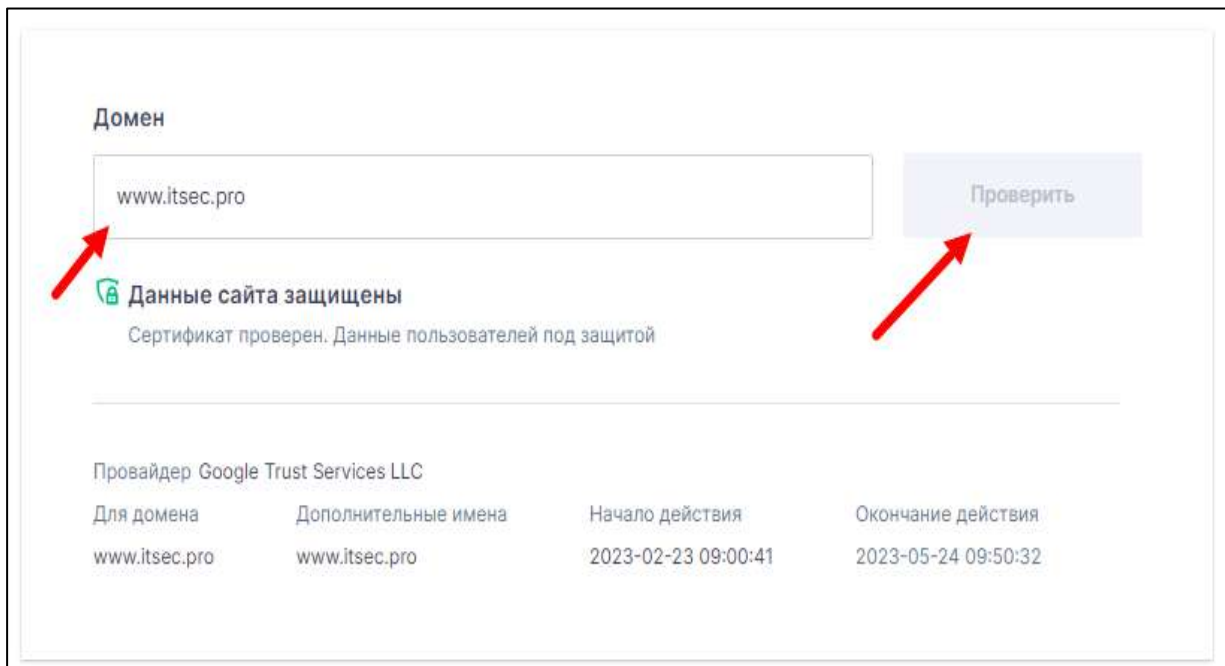 Домен
www.itsec.pro Проверить
Данные сайта защищены
Сертификат проверен. Данные пользователей под защитой
Провайдер Google Trust Services LLC
Для домена Дополнительные имена Начало действия Окончание действия
www.itsec.pro www.itsec.pro 2023-02-23 09:00:41 2023-05-24 09:50:32